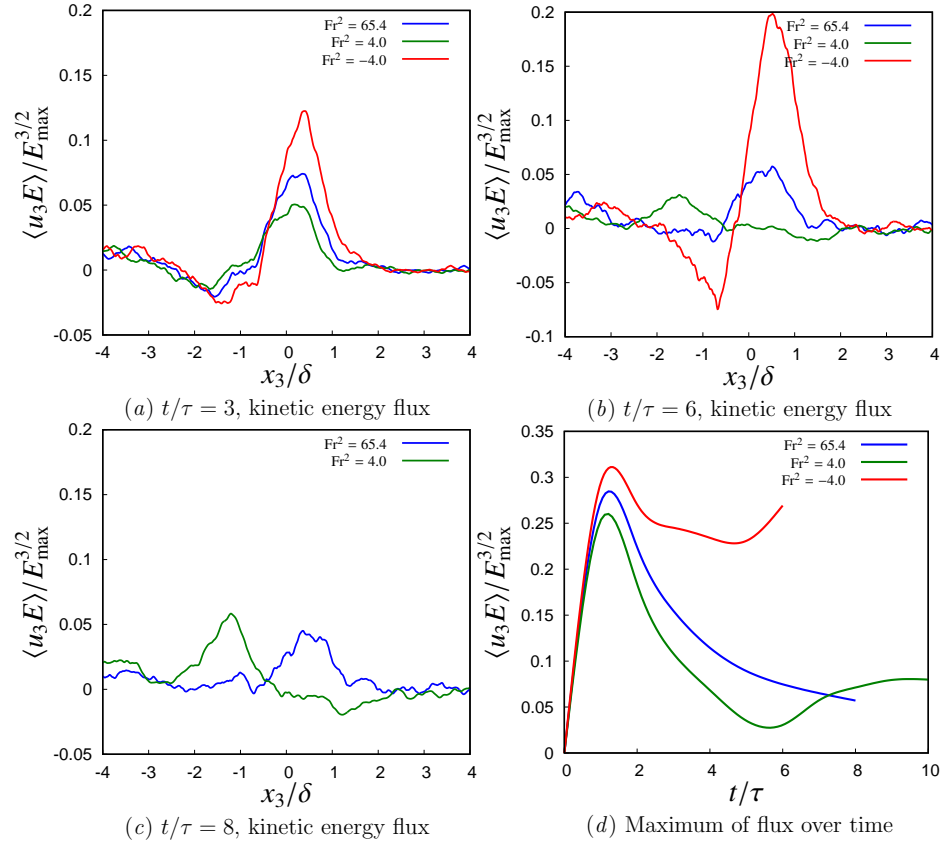 0.2
0.15
0.1
0.05
0
-0.05
⟨u₃E⟩/E_max^{3/2}
Fr² = 65.4
Fr² = 4.0
Fr² = −4.0
-4 -3 -2 -1 0 1 2 3 4
x₃/δ
(a) t/τ = 3, kinetic energy flux
0.2
0.15
0.1
0.05
0
-0.05
-0.1
⟨u₃E⟩/E_max^{3/2}
Fr² = 65.4
Fr² = 4.0
Fr² = −4.0
-4 -3 -2 -1 0 1 2 3 4
x₃/δ
(b) t/τ = 6, kinetic energy flux
0.2
0.15
0.1
0.05
0
-0.05
⟨u₃E⟩/E_max^{3/2}
Fr² = 65.4
Fr² = 4.0
-4 -3 -2 -1 0 1 2 3 4
x₃/δ
(c) t/τ = 8, kinetic energy flux
0.35
0.3
0.25
0.2
0.15
0.1
0.05
0
⟨u₃E⟩/E_max^{3/2}
Fr² = 65.4
Fr² = 4.0
Fr² = −4.0
0 2 4 6 8 10
t/τ
(d) Maximum of flux over time